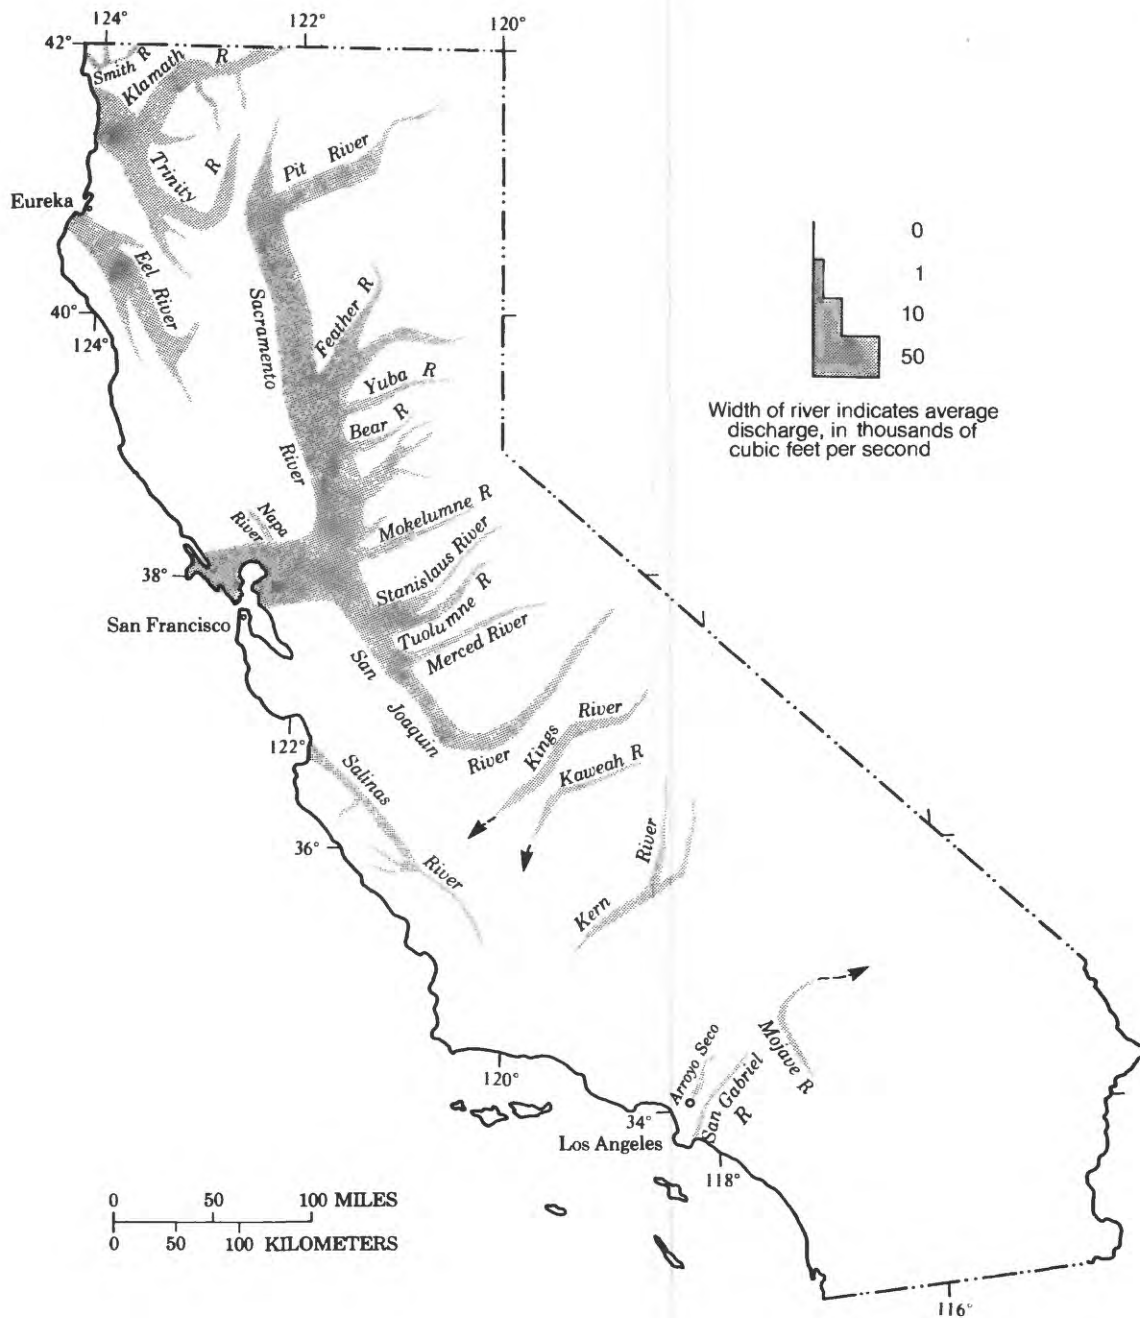 124°
122°
120°
42°
Smith R
Klamath R
Trinity R
Pit River
Eureka
Eel River
Sacramento River
Feather R
40°
124°
Yuba R
Bear R
Napa River
Mokelumne R
Stanislaus River
38°
Tuolumne R
San Francisco
Merced River
San Joaquin River
Kings River
122°
Kaweah R
Salinas River
36°
River
Kern
Mojave R
Arroyo Seco
120°
San Gabriel R
34°
Los Angeles
118°
116°
0
1
10
50
Width of river indicates average
discharge, in thousands of
cubic feet per second
0 50 100 MILES
0 50 100 KILOMETERS